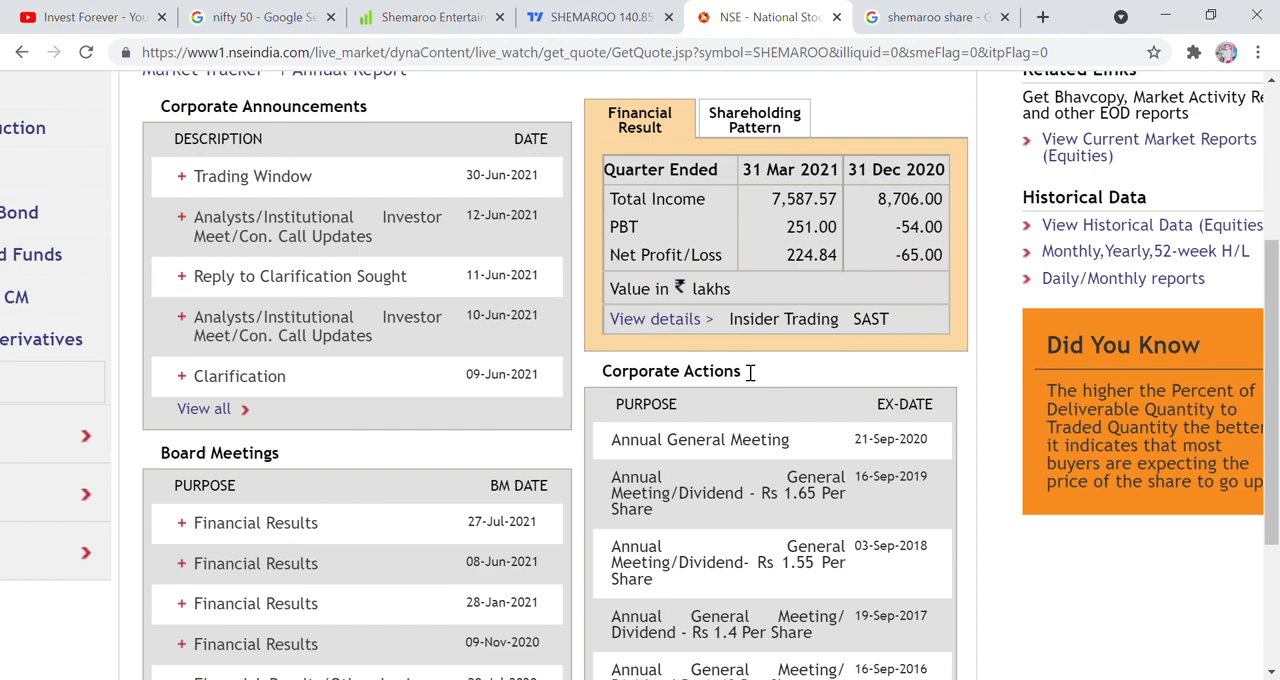 Invest Forever - You
nifty 50 - Google Se
Shemaroo Entertain
SHEMAROO 140.85
NSE - National Stoc
shemaroo share - G
https://www1.nseindia.com/live_market/dynaContent/live_watch/get_quote/GetQuote.jsp?symbol=SHEMAROO&illiquid=0&smeFlag=0&itpFlag=0
Market Tracker | Annual Report
uction
Bond
d Funds
CM
erivatives
Corporate Announcements
DESCRIPTION DATE
+ Trading Window 30-Jun-2021
+ Analysts/Institutional Investor 12-Jun-2021
Meet/Con. Call Updates
+ Reply to Clarification Sought 11-Jun-2021
+ Analysts/Institutional Investor 10-Jun-2021
Meet/Con. Call Updates
+ Clarification 09-Jun-2021
View all
Board Meetings
PURPOSE BM DATE
+ Financial Results 27-Jul-2021
+ Financial Results 08-Jun-2021
+ Financial Results 28-Jan-2021
+ Financial Results 09-Nov-2020
Financial
Result
Shareholding
Pattern
Quarter Ended 31 Mar 2021 31 Dec 2020
Total Income 7,587.57 8,706.00
PBT 251.00 -54.00
Net Profit/Loss 224.84 -65.00
Value in ₹ lakhs
View details > Insider Trading SAST
Corporate Actions
PURPOSE EX-DATE
Annual General Meeting 21-Sep-2020
Annual General 16-Sep-2019
Meeting/Dividend - Rs 1.65 Per
Share
Annual General 03-Sep-2018
Meeting/Dividend- Rs 1.55 Per
Share
Annual General Meeting/ 19-Sep-2017
Dividend - Rs 1.4 Per Share
Annual General Meeting/ 16-Sep-2016
Related Links
Get Bhavcopy, Market Activity Re
and other EOD reports
View Current Market Reports
(Equities)
Historical Data
View Historical Data (Equities
Monthly,Yearly,52-week H/L
Daily/Monthly reports
Did You Know
The higher the Percent of
Deliverable Quantity to
Traded Quantity the better
it indicates that most
buyers are expecting the
price of the share to go up